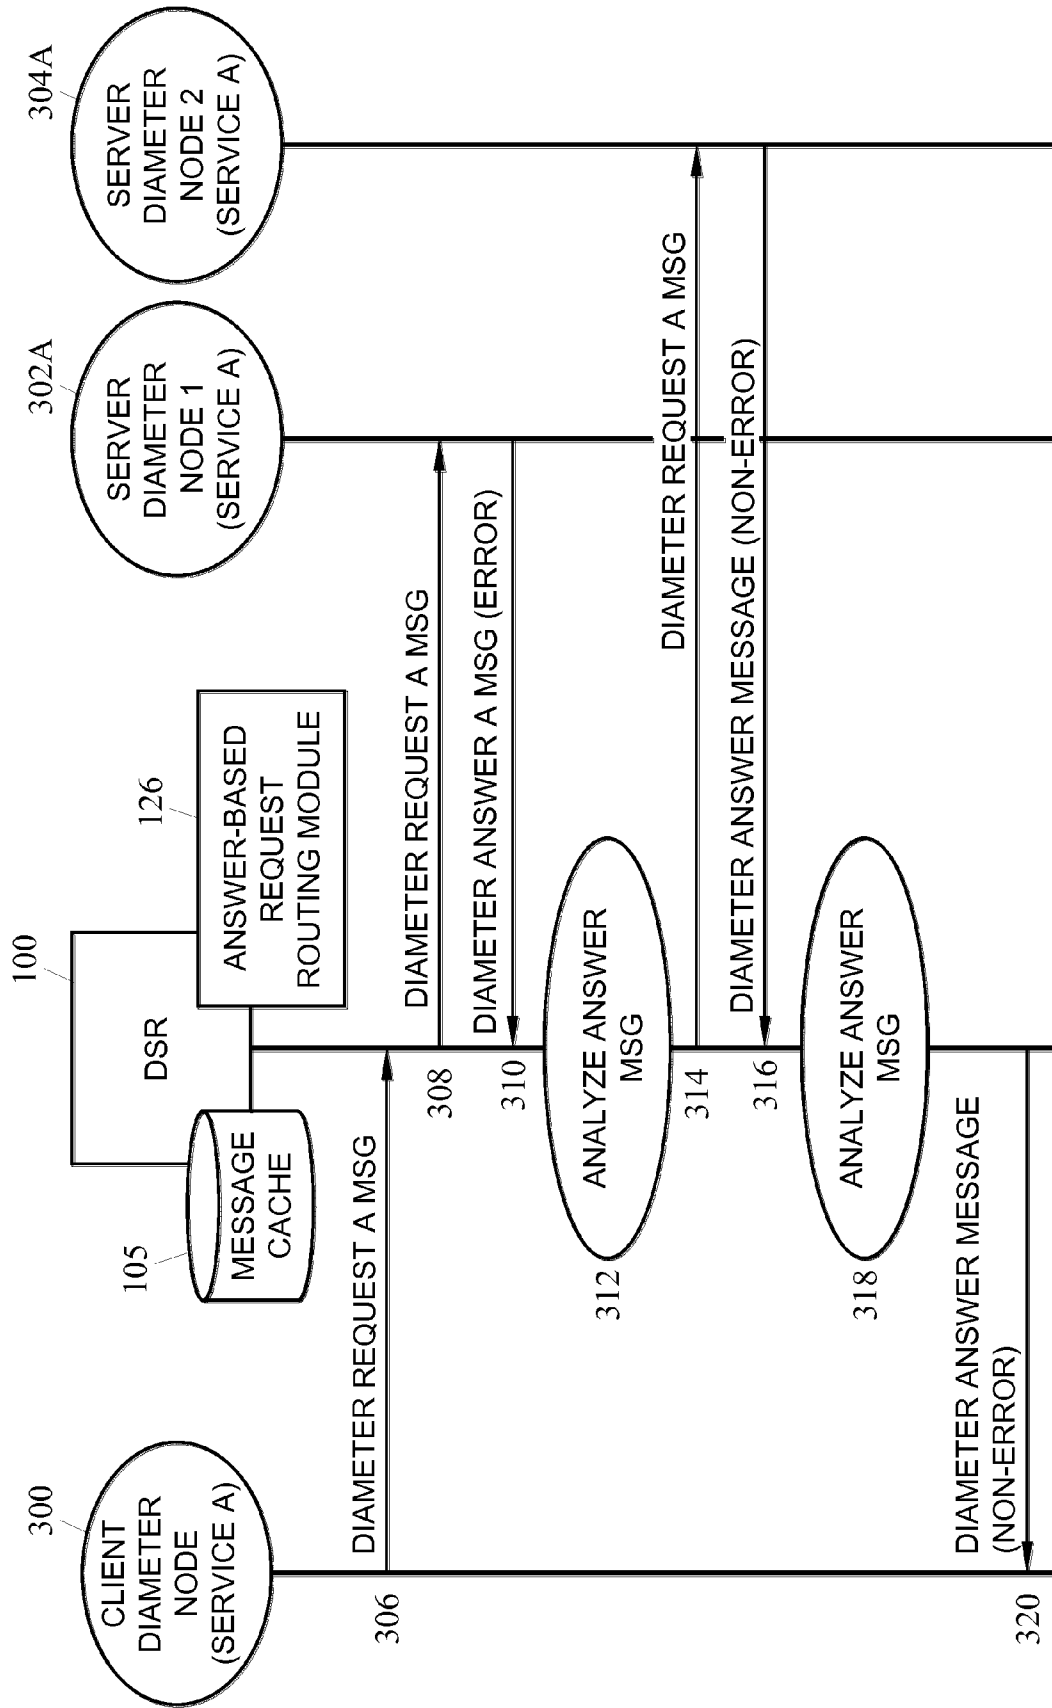 300
CLIENT
DIAMETER
NODE
(SERVICE A)
100
DSR
105
MESSAGE
CACHE
126
ANSWER-BASED
REQUEST
ROUTING MODULE
302A
SERVER
DIAMETER
NODE 1
(SERVICE A)
304A
SERVER
DIAMETER
NODE 2
(SERVICE A)
306
DIAMETER REQUEST A MSG
308
DIAMETER REQUEST A MSG
310
DIAMETER ANSWER A MSG (ERROR)
312
ANALYZE ANSWER
MSG
314
DIAMETER REQUEST A MSG
316
DIAMETER ANSWER MESSAGE (NON-ERROR)
318
ANALYZE ANSWER
MSG
320
DIAMETER ANSWER MESSAGE
(NON-ERROR)